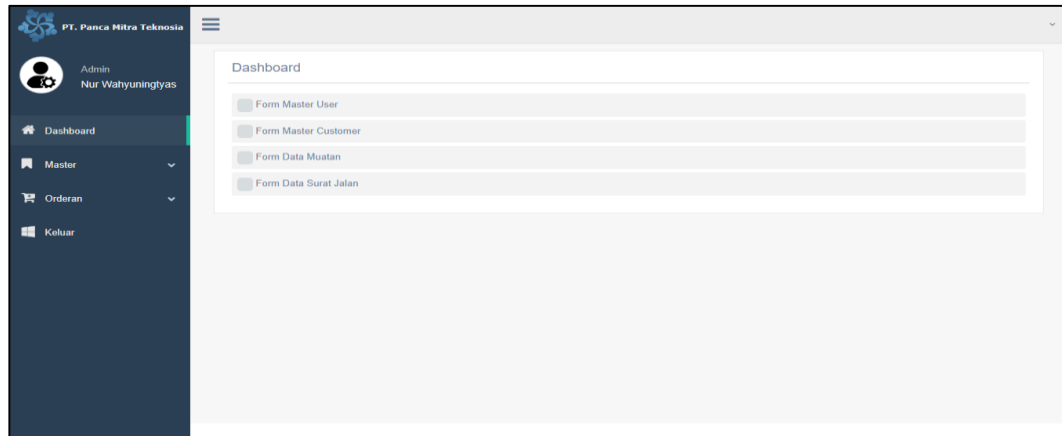 PT. Panca Mitra Teknosia
Admin
Nur Wahyuningtyas
Dashboard
Master
Orderan
Keluar
Dashboard
Form Master User
Form Master Customer
Form Data Muatan
Form Data Surat Jalan